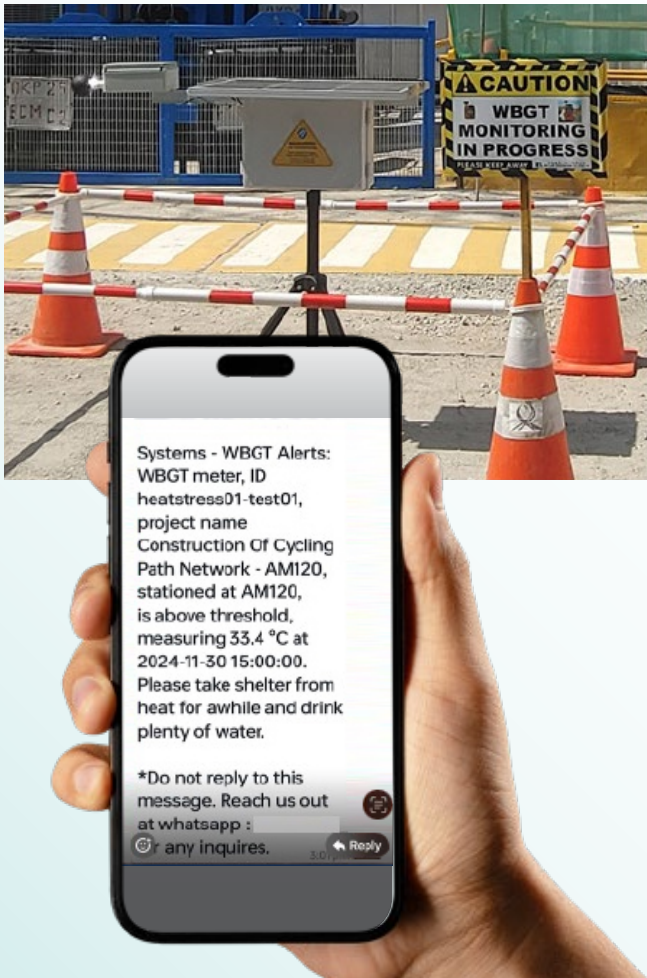 CAUTION
WBGT
MONITORING
IN PROGRESS
PLEASE KEEP AWAY
Systems - WBGT Alerts:
WBGT meter, ID
heatstress01-test01,
project name
Construction Of Cycling
Path Network - AM120,
stationed at AM120,
is above threshold,
measuring 33.4 °C at
2024-11-30 15:00:00.
Please take shelter from
heat for awhile and drink
plenty of water.
*Do not reply to this
message. Reach us out
at whatsapp :
r any inquires.
Reply